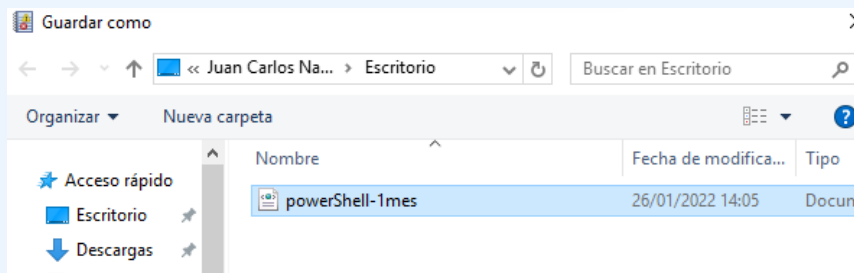 Guardar como
« Juan Carlos Na... › Escritorio
Buscar en Escritorio
Organizar
Nueva carpeta
?
Nombre
Fecha de modifica...
Tipo
Acceso rápido
powerShell-1mes
26/01/2022 14:05
Docun
Escritorio
Descargas